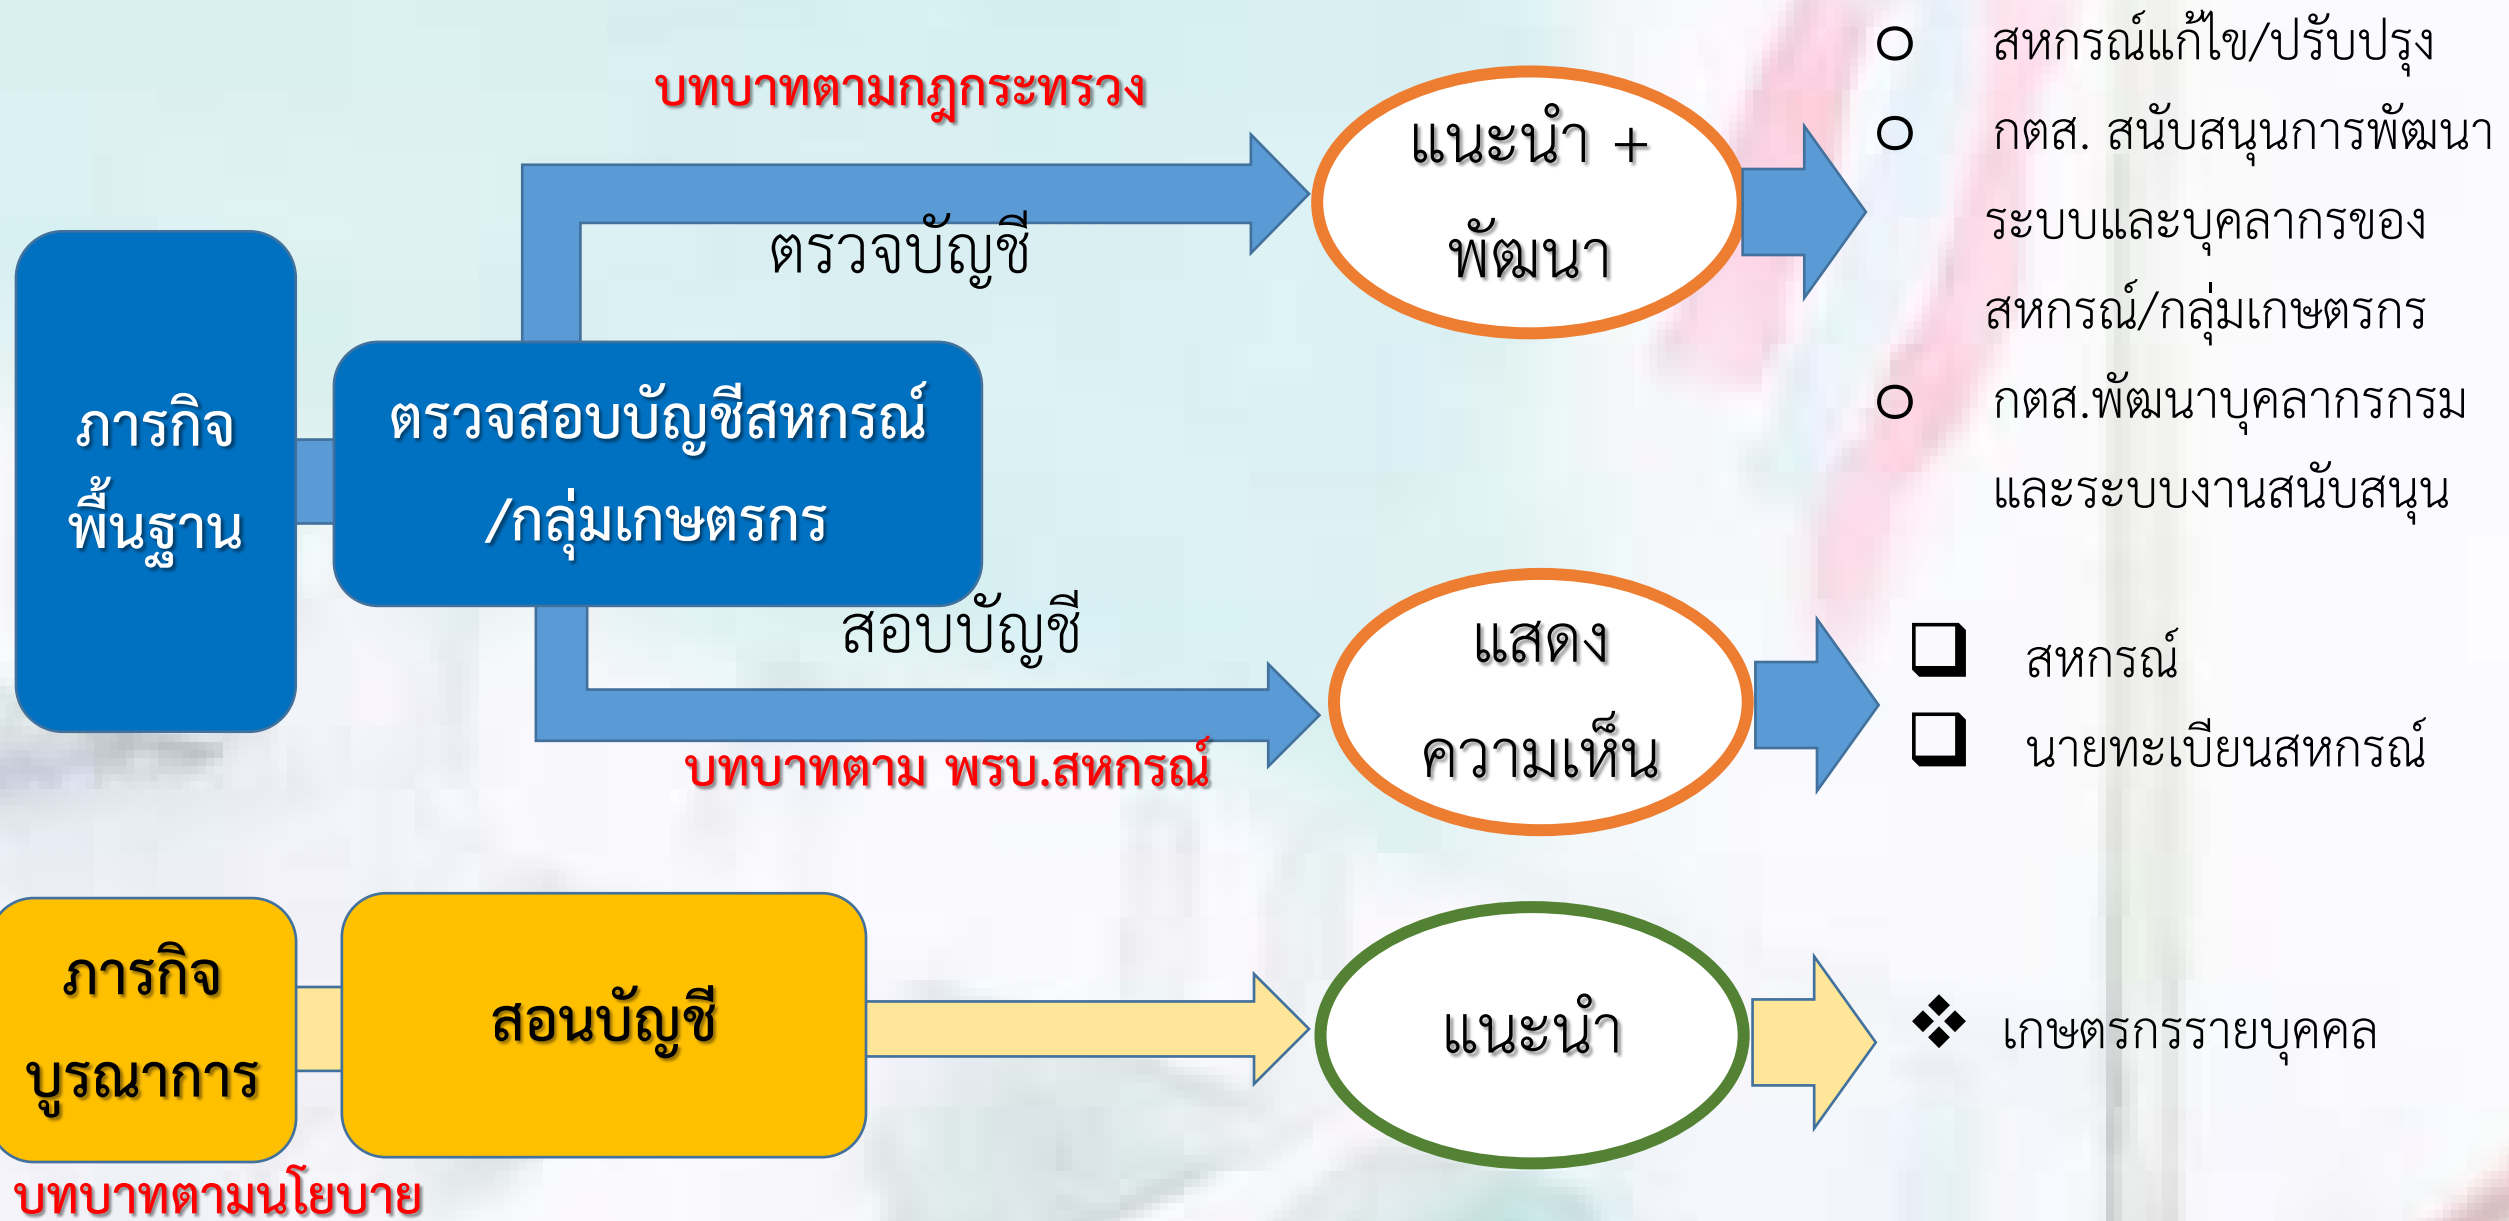 บทบาทตามกฎกระทรวง
ตรวจบัญชี
แนะนำ +
พัฒนา
สหกรณ์แก้ไข/ปรับปรุง
กตส. สนับสนุนการพัฒนา
ระบบและบุคลากรของ
สหกรณ์/กลุ่มเกษตรกร
กตส.พัฒนาบุคลากรกรม
และระบบงานสนับสนุน
ภารกิจ
พื้นฐาน
ตรวจสอบบัญชีสหกรณ์
/กลุ่มเกษตรกร
สอบบัญชี
บทบาทตาม พรบ.สหกรณ์
แสดง
ความเห็น
สหกรณ์
นายทะเบียนสหกรณ์
ภารกิจ
บูรณาการ
สอนบัญชี
แนะนำ
เกษตรกรรายบุคคล
บทบาทตามนโยบาย